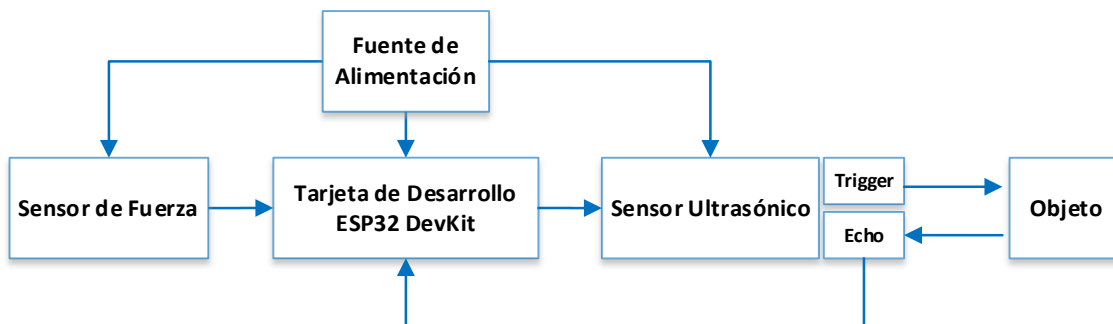 Fuente de
Alimentación
Sensor de Fuerza
Tarjeta de Desarrollo
ESP32 DevKit
Sensor Ultrasónico
Trigger
Echo
Objeto